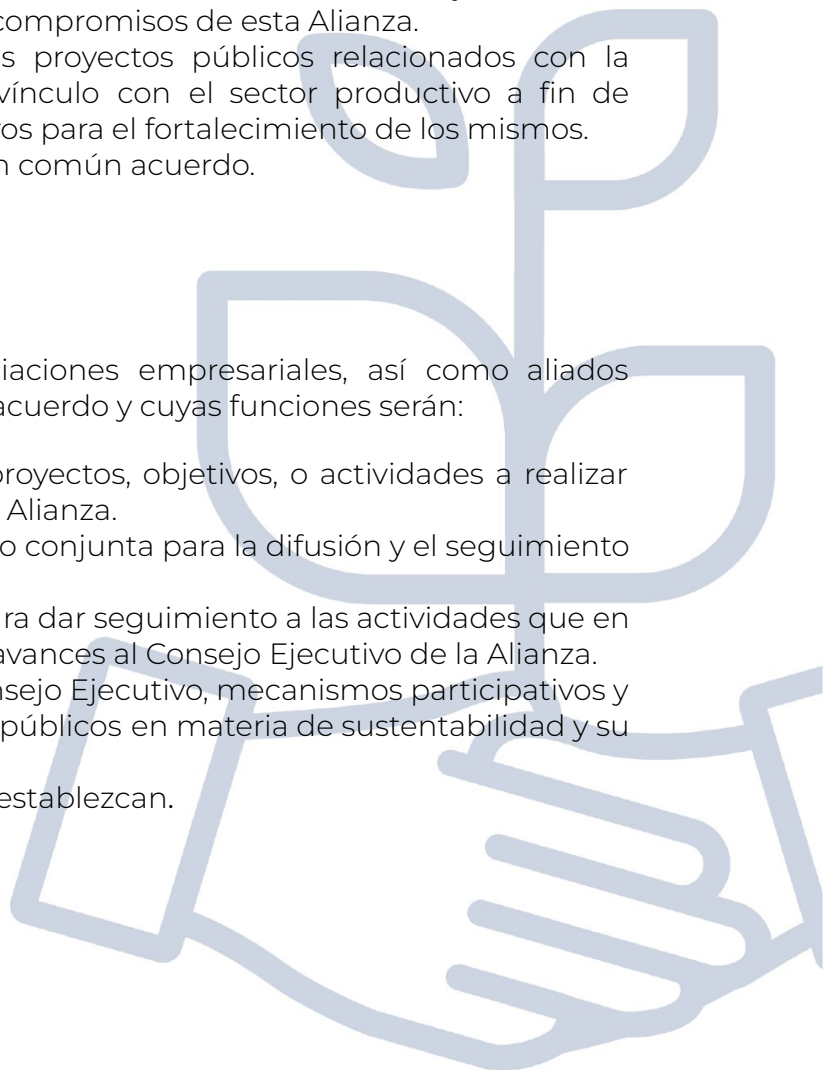 compromisos de esta Alianza.
s proyectos públicos relacionados con la
vínculo con el sector productivo a fin de
os para el fortalecimiento de los mismos.
n común acuerdo.
iaciones empresariales, así como aliados
acuerdo y cuyas funciones serán:
proyectos, objetivos, o actividades a realizar
Alianza.
o conjunta para la difusión y el seguimiento
ra dar seguimiento a las actividades que en
avances al Consejo Ejecutivo de la Alianza.
nsejo Ejecutivo, mecanismos participativos y
públicos en materia de sustentabilidad y su
establezcan.